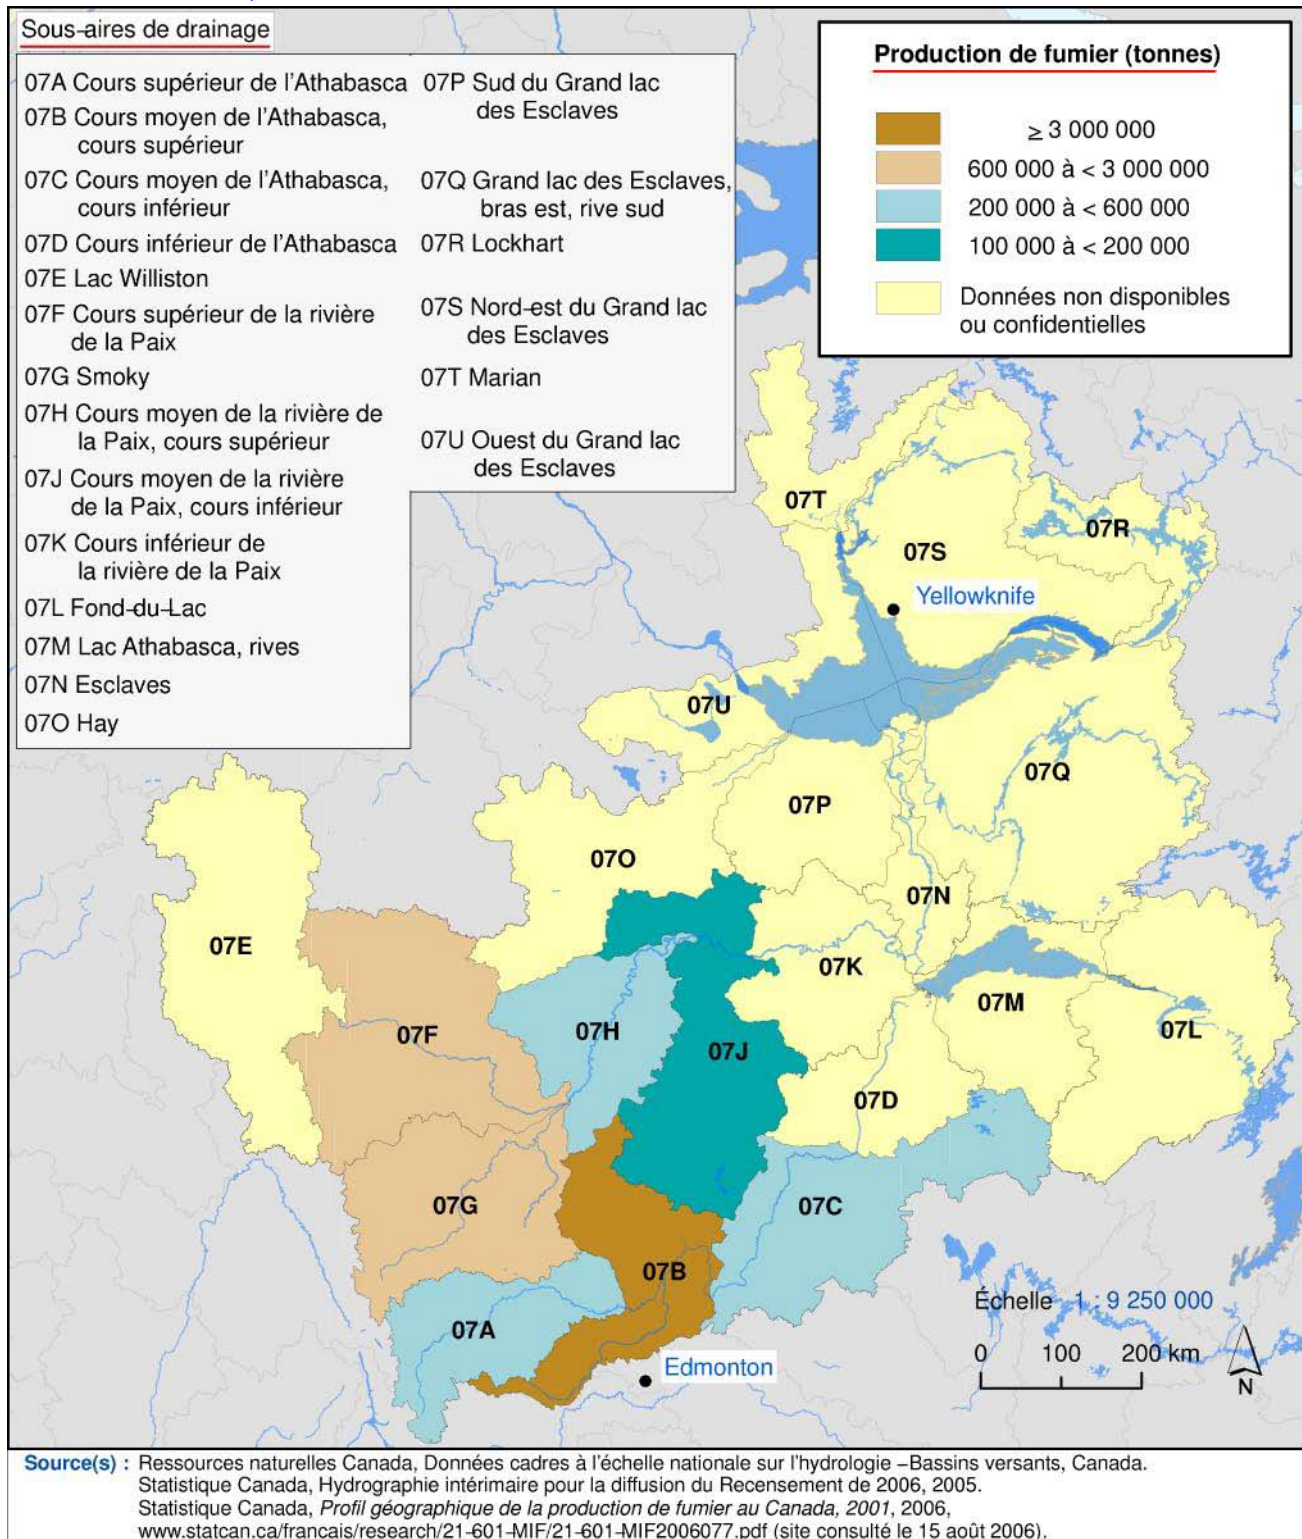 Sous-aires de drainage
07A Cours supérieur de l'Athabasca
07B Cours moyen de l'Athabasca,
cours supérieur
07C Cours moyen de l'Athabasca,
cours inférieur
07D Cours inférieur de l'Athabasca
07E Lac Williston
07F Cours supérieur de la rivière
de la Paix
07G Smoky
07H Cours moyen de la rivière de
la Paix, cours supérieur
07J Cours moyen de la rivière
de la Paix, cours inférieur
07K Cours inférieur de
la rivière de la Paix
07L Fond-du-Lac
07M Lac Athabasca, rives
07N Esclaves
07O Hay
07P Sud du Grand lac
des Esclaves
07Q Grand lac des Esclaves,
bras est, rive sud
07R Lockhart
07S Nord-est du Grand lac
des Esclaves
07T Marian
07U Ouest du Grand lac
des Esclaves
Production de fumier (tonnes)
≥ 3 000 000
600 000 à < 3 000 000
200 000 à < 600 000
100 000 à < 200 000
Données non disponibles
ou confidentielles
07T
07R
07S
Yellowknife
07U
07Q
07P
07O
07N
07E
07K
07M
07F
07H
07J
07L
07D
07G
07C
07B
07A
Edmonton
Échelle 1 : 9 250 000
0 100 200 km
N
Source(s) : Ressources naturelles Canada, Données cadres à l'échelle nationale sur l'hydrologie –Bassins versants, Canada.
Statistique Canada, Hydrographie intérimaire pour la diffusion du Recensement de 2006, 2005.
Statistique Canada, Profil géographique de la production de fumier au Canada, 2001, 2006,
www.statcan.ca/francais/research/21-601-MIF/21-601-MIF2006077.pdf (site consulté le 15 août 2006).